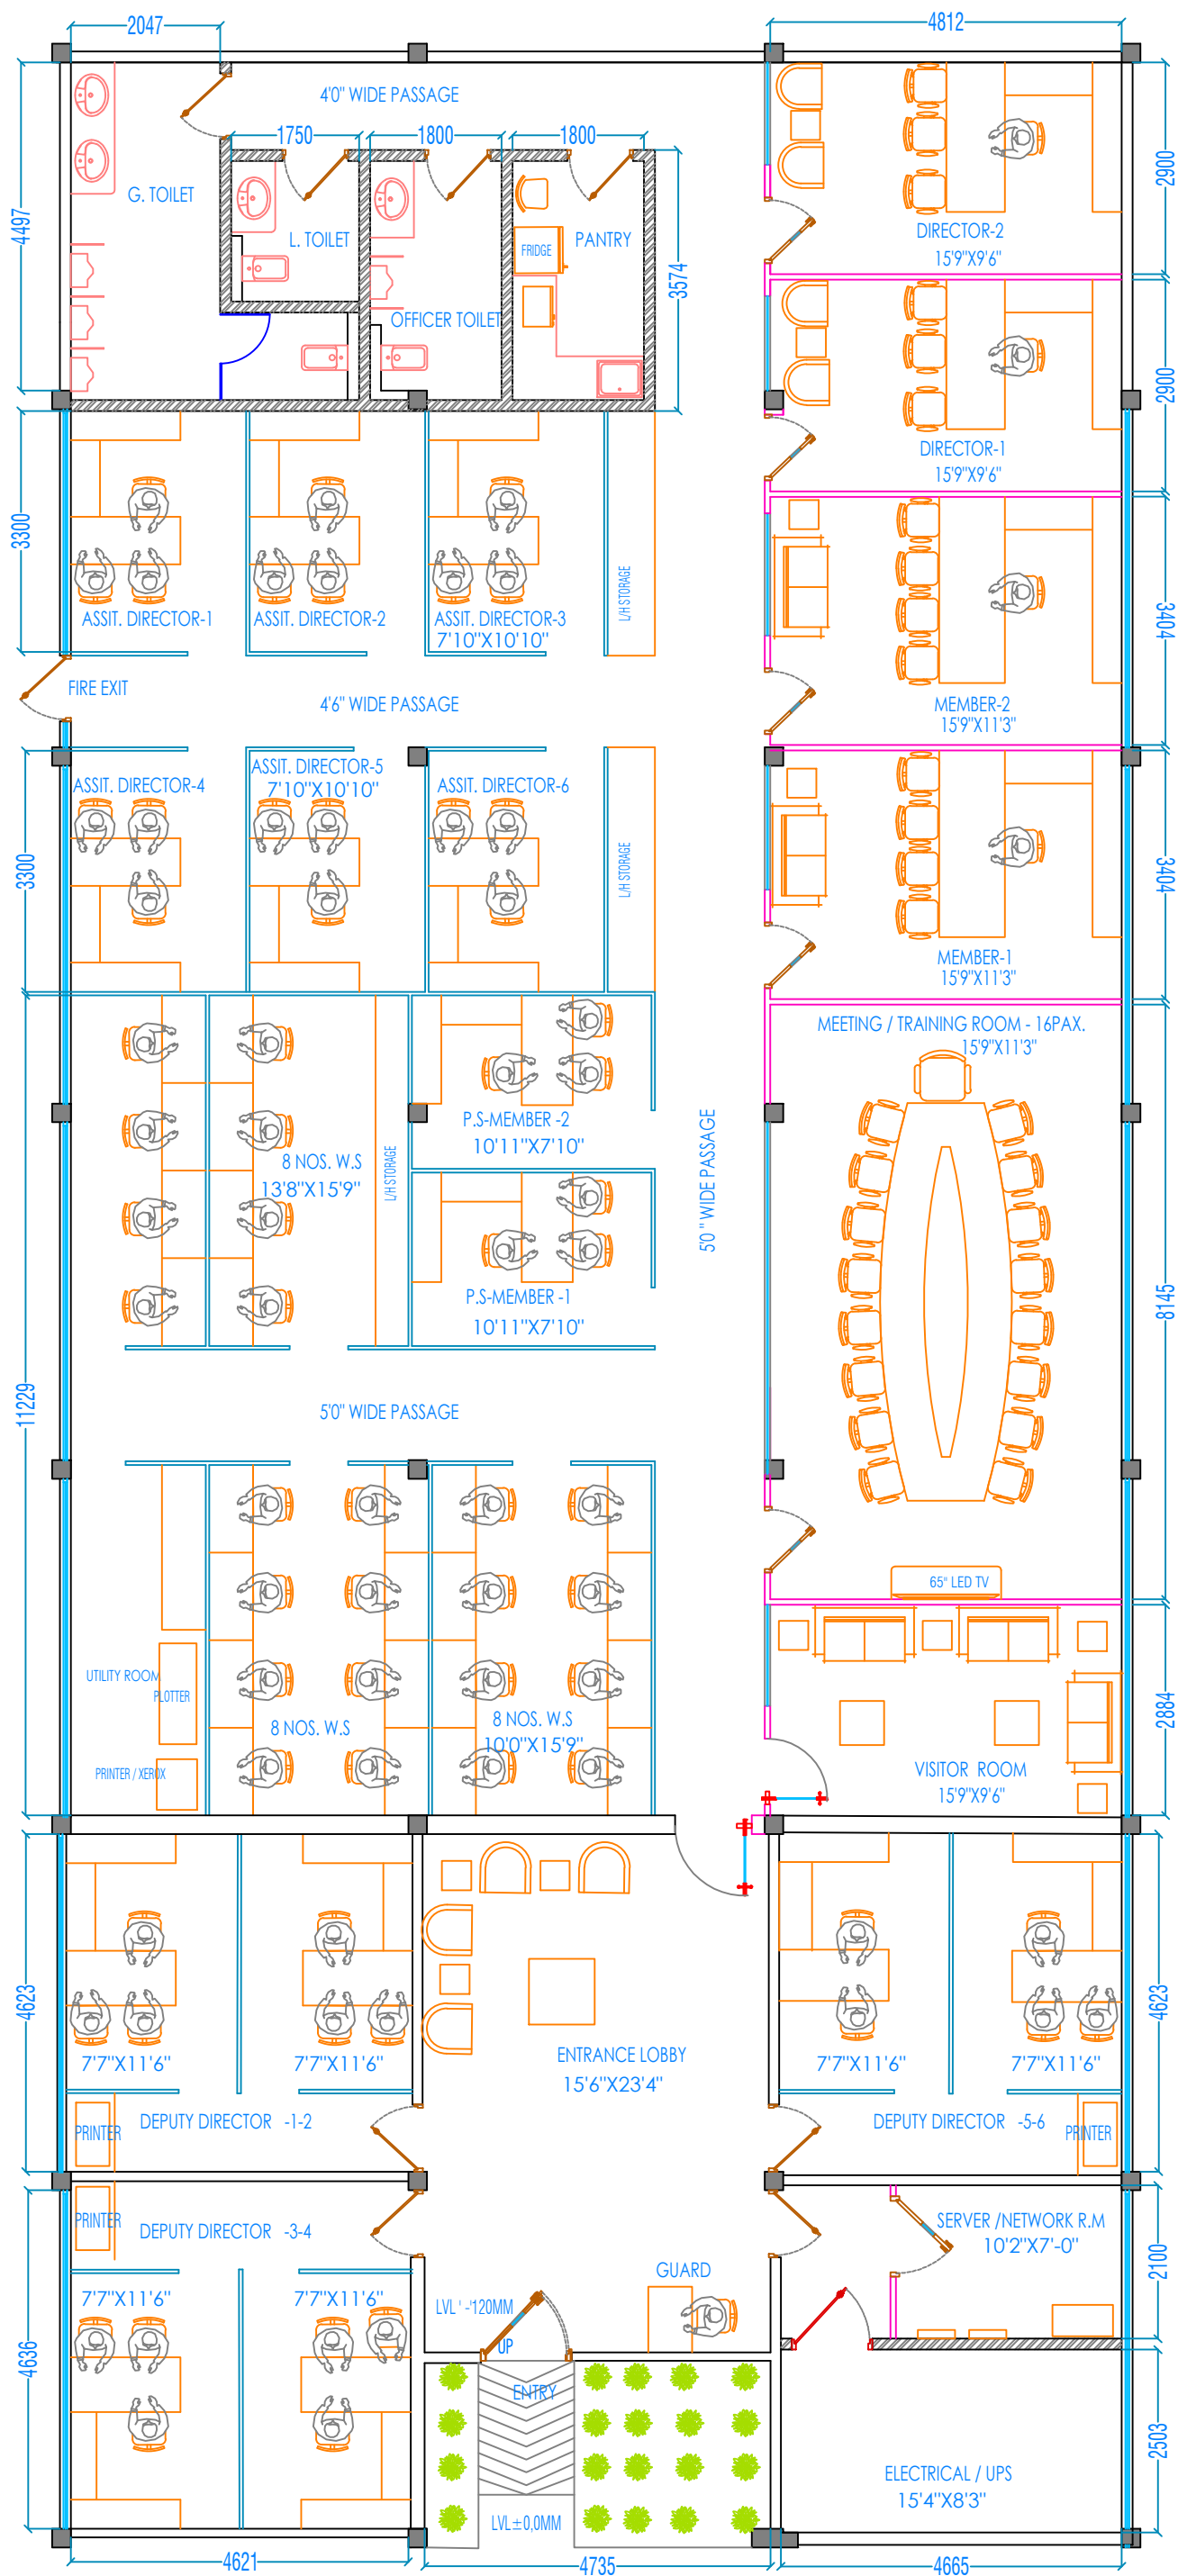 2047
4812
4'0" WIDE PASSAGE
1750
1800
1800
2900
4497
G. TOILET
L. TOILET
FRIDGE
PANTRY
3574
DIRECTOR-2
15'9"X9'6"
OFFICER TOILET
2900
DIRECTOR-1
15'9"X9'6"
3300
ASSIT. DIRECTOR-1
ASSIT. DIRECTOR-2
ASSIT. DIRECTOR-3
7'10"X10'10"
L/H STORAGE
3404
FIRE EXIT
4'6" WIDE PASSAGE
MEMBER-2
15'9"X11'3"
ASSIT. DIRECTOR-4
ASSIT. DIRECTOR-5
7'10"X10'10"
ASSIT. DIRECTOR-6
3300
L/H STORAGE
3404
MEMBER-1
15'9"X11'3"
MEETING / TRAINING ROOM - 16PAX.
15'9"X11'3"
P.S-MEMBER -2
10'11"X7'10"
8 NOS. W.S
13'8"X15'9"
L/H STORAGE
5'0 " WIDE PASSAGE
P.S-MEMBER -1
10'11"X7'10"
8145
11229
5'0" WIDE PASSAGE
65" LED TV
UTILITY ROOM
PLOTTER
8 NOS. W.S
8 NOS. W.S
10'0"X15'9"
PRINTER / XEROX
2884
VISITOR ROOM
15'9"X9'6"
4623
7'7"X11'6"
7'7"X11'6"
ENTRANCE LOBBY
15'6"X23'4"
7'7"X11'6"
7'7"X11'6"
4623
PRINTER
DEPUTY DIRECTOR -1-2
DEPUTY DIRECTOR -5-6
PRINTER
PRINTER
DEPUTY DIRECTOR -3-4
SERVER /NETWORK R.M
10'2"X7'-0"
2100
GUARD
7'7"X11'6"
7'7"X11'6"
LVL ' -'120MM
UP
4636
ENTRY
2503
ELECTRICAL / UPS
15'4"X8'3"
LVL±0,0MM
4621
4735
4665